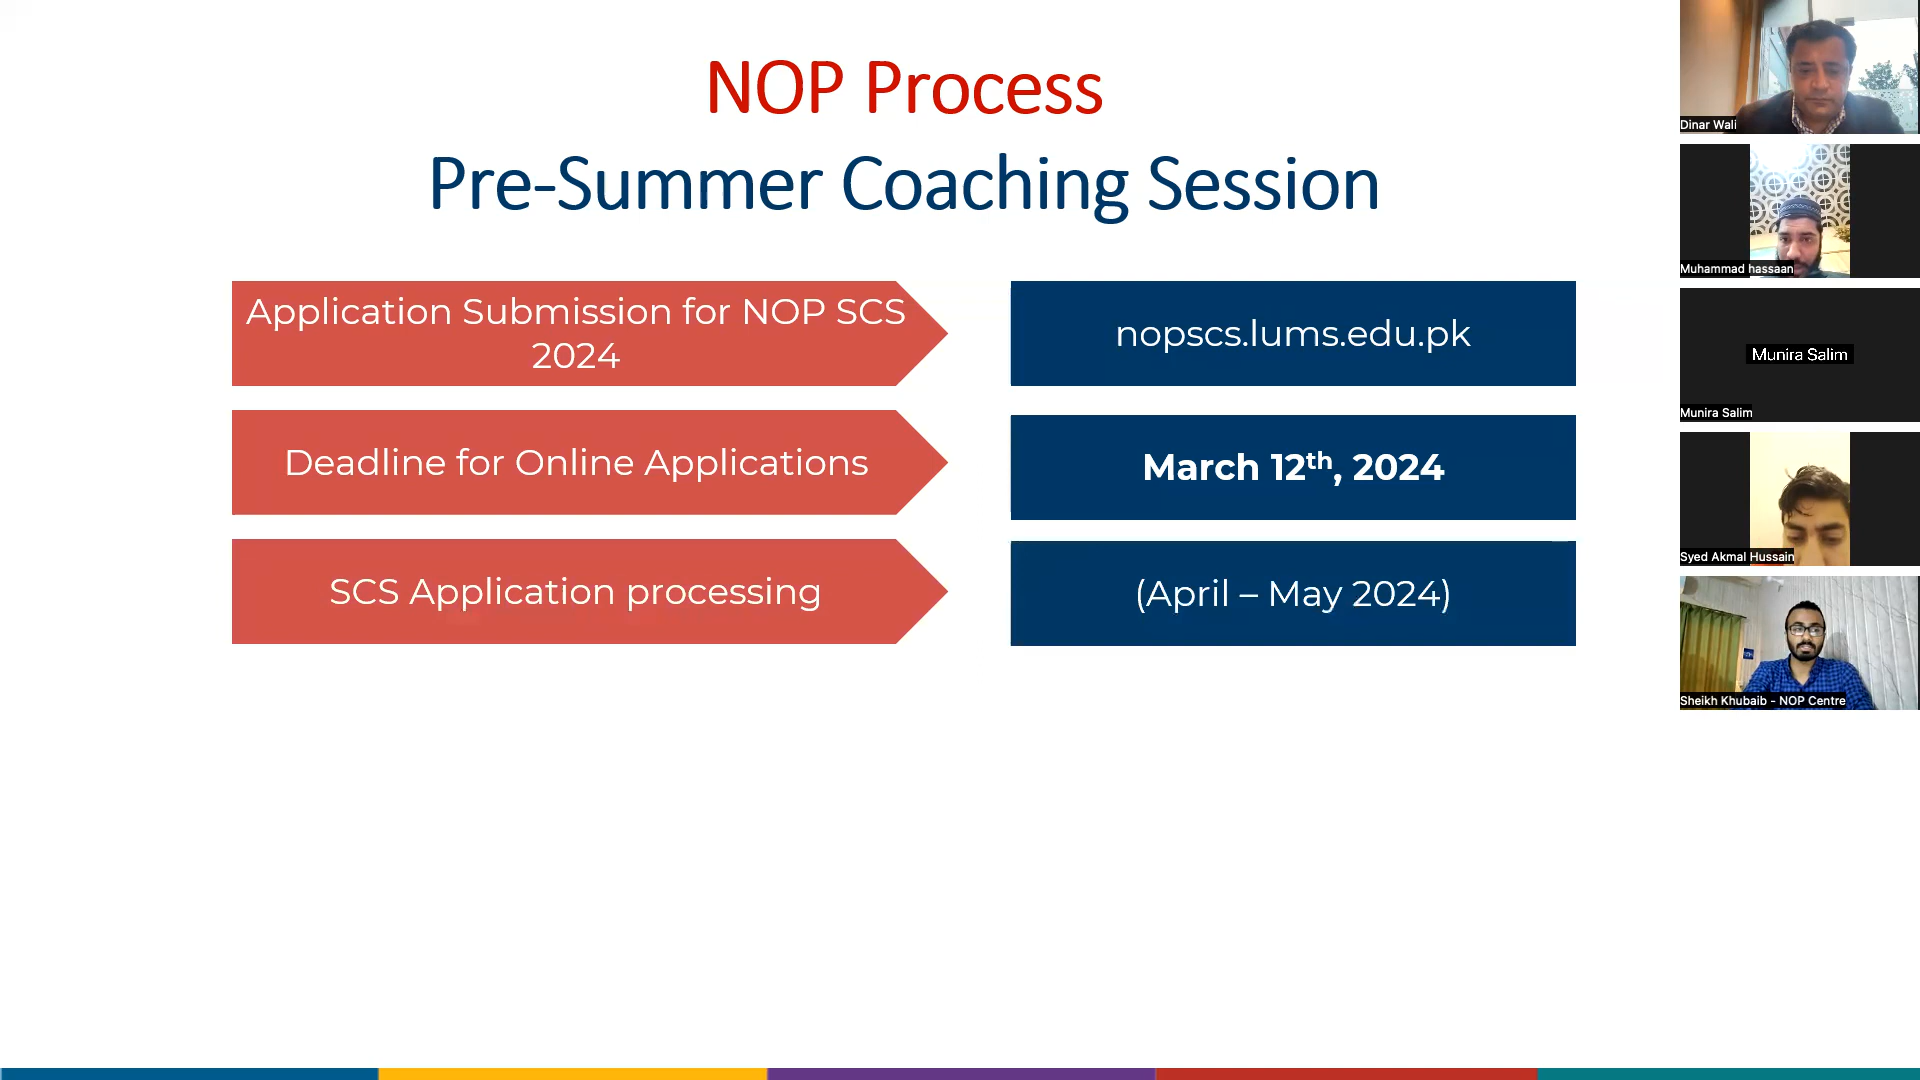 NOP Process
Pre-Summer Coaching Session
Application Submission for NOP SCS
2024
nopscs.lums.edu.pk
Deadline for Online Applications
March 12th, 2024
SCS Application processing
(April – May 2024)
Dinar Wali
Muhammad hassaan
Munira Salim
Munira Salim
Syed Akmal Hussain
Sheikh Khubaib - NOP Centre